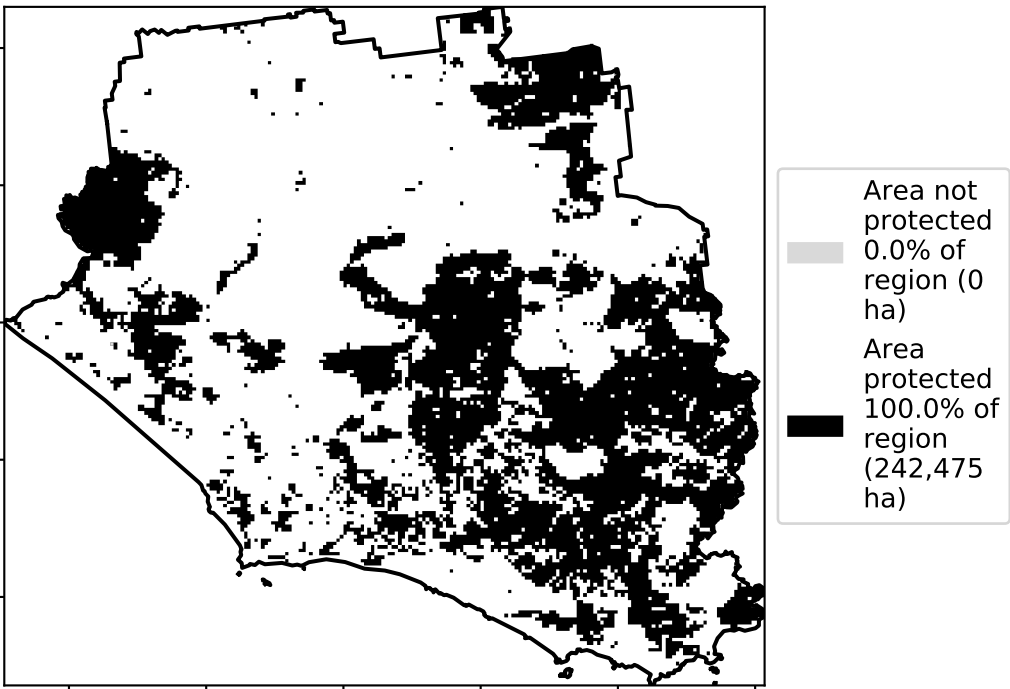 Area not
protected
0.0% of
region (0
ha)
Area
protected
100.0% of
region
(242,475
ha)